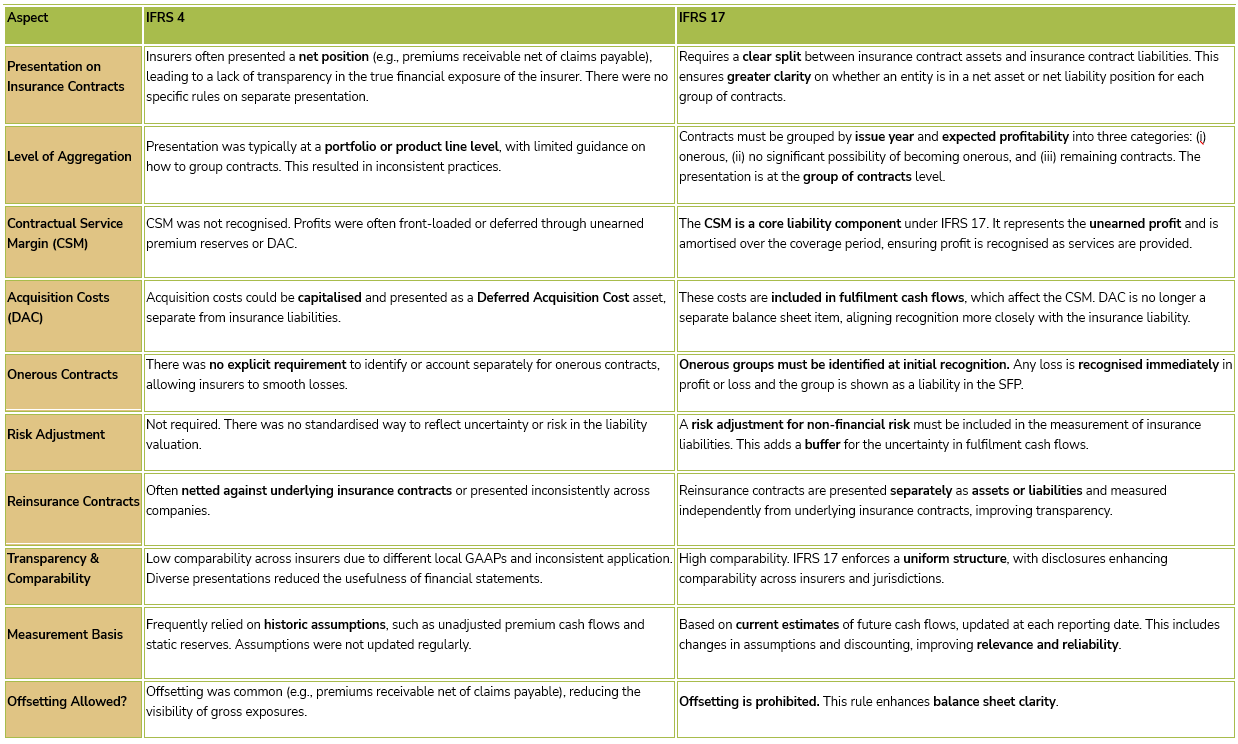 Aspect
IFRS 4
IFRS 17
Presentation on
Insurance Contracts
Insurers often presented a net position (e.g., premiums receivable net of claims payable),
leading to a lack of transparency in the true financial exposure of the insurer. There were no
specific rules on separate presentation.
Requires a clear split between insurance contract assets and insurance contract liabilities. This
ensures greater clarity on whether an entity is in a net asset or net liability position for each
group of contracts.
Level of Aggregation
Presentation was typically at a portfolio or product line level, with limited guidance on
how to group contracts. This resulted in inconsistent practices.
Contracts must be grouped by issue year and expected profitability into three categories: (i)
onerous, (ii) no significant possibility of becoming onerous, and (iii) remaining contracts. The
presentation is at the group of contracts level.
Contractual Service
Margin (CSM)
CSM was not recognised. Profits were often front-loaded or deferred through unearned
premium reserves or DAC.
The CSM is a core liability component under IFRS 17. It represents the unearned profit and is
amortised over the coverage period, ensuring profit is recognised as services are provided.
Acquisition Costs
(DAC)
Acquisition costs could be capitalised and presented as a Deferred Acquisition Cost asset,
separate from insurance liabilities.
These costs are included in fulfilment cash flows, which affect the CSM. DAC is no longer a
separate balance sheet item, aligning recognition more closely with the insurance liability.
Onerous Contracts
There was no explicit requirement to identify or account separately for onerous contracts,
allowing insurers to smooth losses.
Onerous groups must be identified at initial recognition. Any loss is recognised immediately in
profit or loss and the group is shown as a liability in the SFP.
Risk Adjustment
Not required. There was no standardised way to reflect uncertainty or risk in the liability
valuation.
A risk adjustment for non-financial risk must be included in the measurement of insurance
liabilities. This adds a buffer for the uncertainty in fulfilment cash flows.
Reinsurance Contracts
Often netted against underlying insurance contracts or presented inconsistently across
companies.
Reinsurance contracts are presented separately as assets or liabilities and measured
independently from underlying insurance contracts, improving transparency.
Transparency &
Comparability
Low comparability across insurers due to different local GAAPs and inconsistent application.
Diverse presentations reduced the usefulness of financial statements.
High comparability. IFRS 17 enforces a uniform structure, with disclosures enhancing
comparability across insurers and jurisdictions.
Measurement Basis
Frequently relied on historic assumptions, such as unadjusted premium cash flows and
static reserves. Assumptions were not updated regularly.
Based on current estimates of future cash flows, updated at each reporting date. This includes
changes in assumptions and discounting, improving relevance and reliability.
Offsetting Allowed?
Offsetting was common (e.g., premiums receivable net of claims payable), reducing the
visibility of gross exposures.
Offsetting is prohibited. This rule enhances balance sheet clarity.